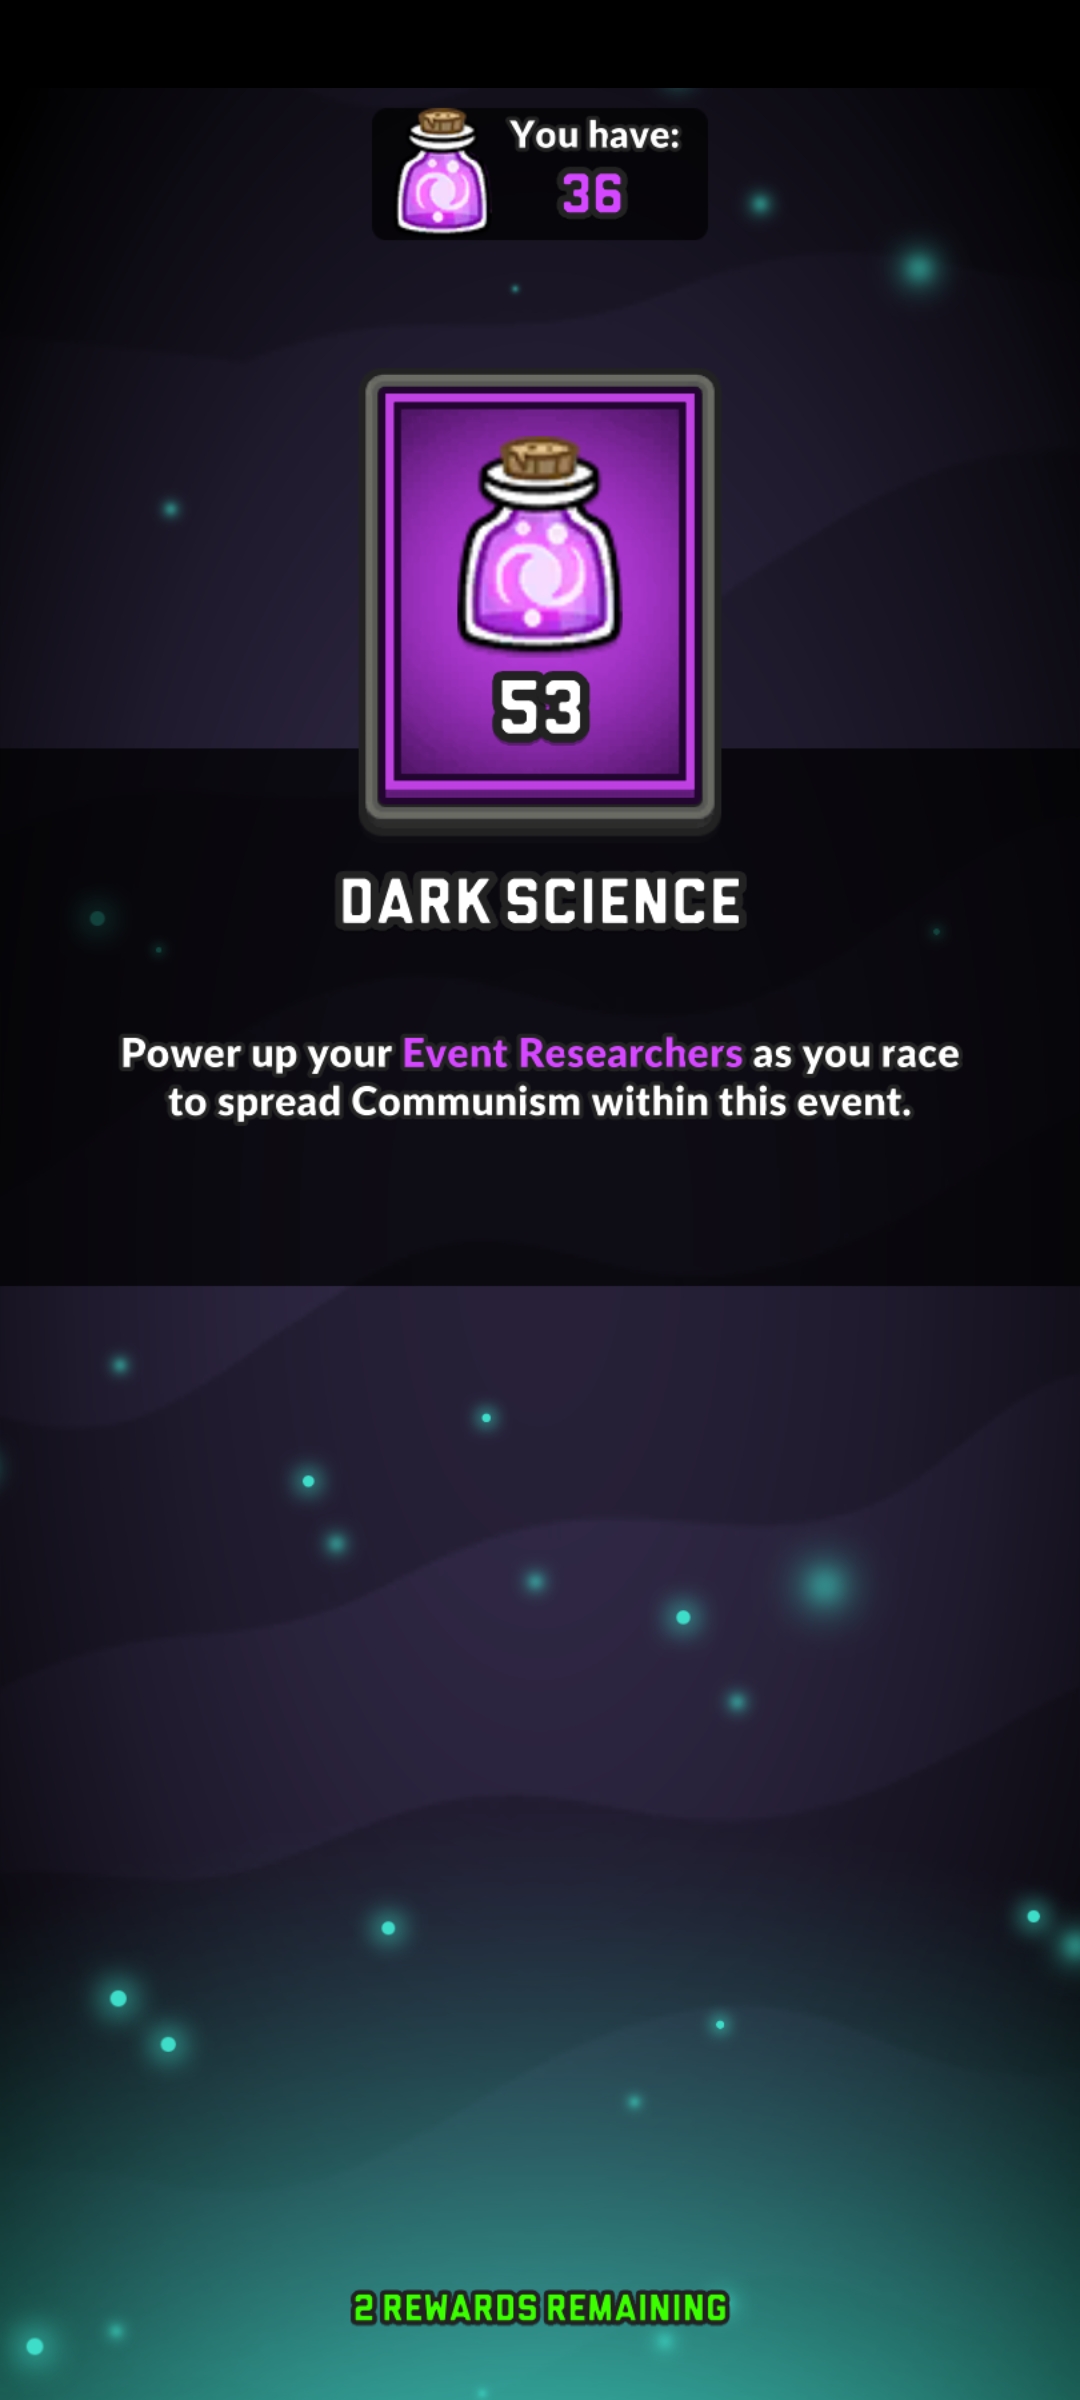 You have:
36
53
DARK SCIENCE
Power up your Event Researchers as you race
to spread Communism within this event.
2 REWARDS REMAINING